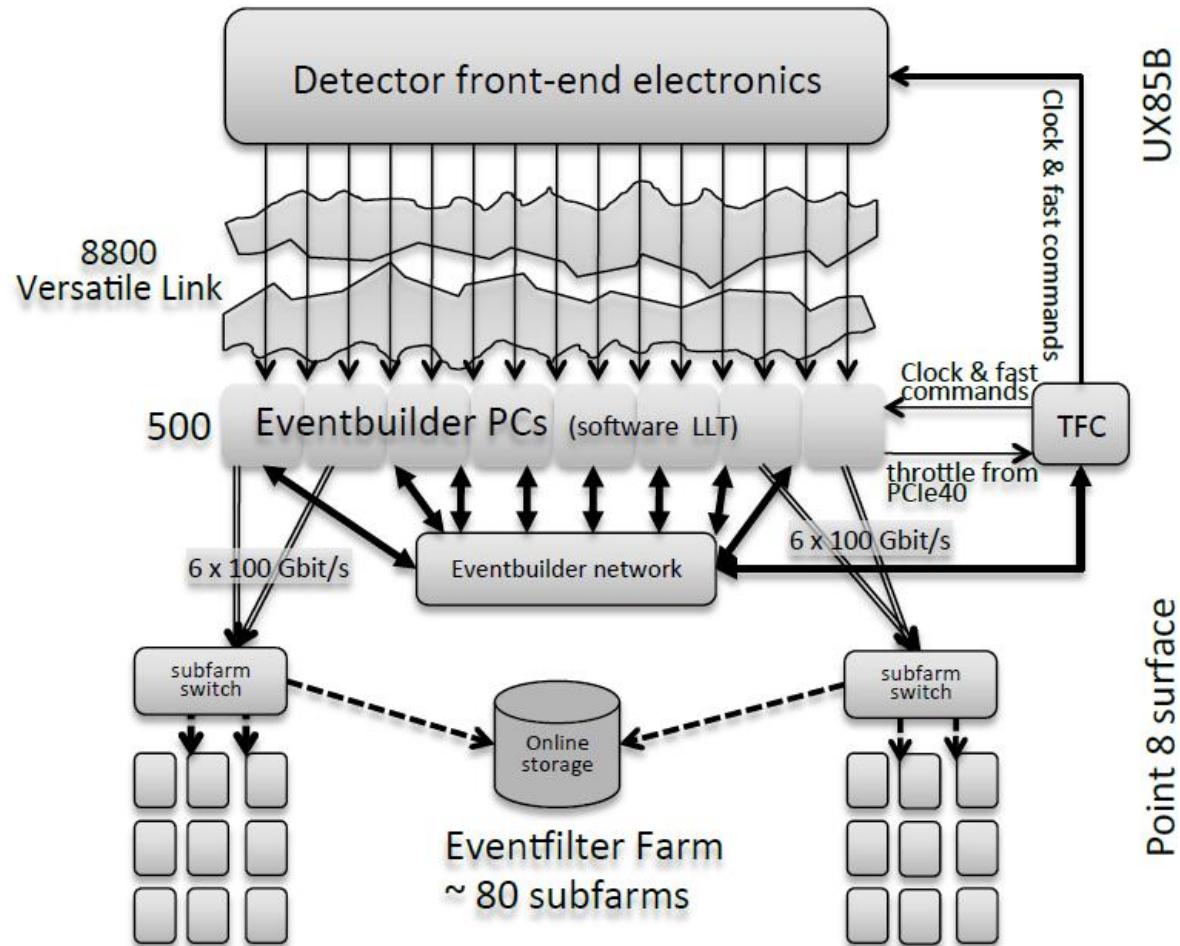 Detector front-end electronics
UX85B
Clock & fast commands
8800
Versatile Link
500
Eventbuilder PCs (software LLT)
Clock & fast
commands
TFC
throttle from
PCIe40
6 x 100 Gbit/s
Eventbuilder network
6 x 100 Gbit/s
subfarm
switch
subfarm
switch
Online
storage
Point 8 surface
Eventfilter Farm
~ 80 subfarms